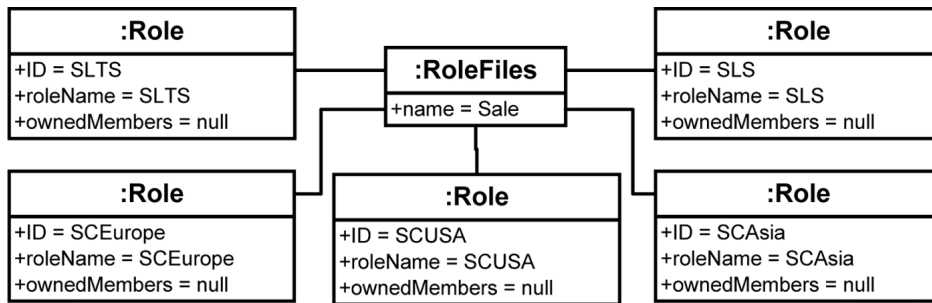 :Role
+ID = SLTS
+roleName = SLTS
+ownedMembers = null
:RoleFiles
+name = Sale
:Role
+ID = SLS
+roleName = SLS
+ownedMembers = null
:Role
+ID = SCEurope
+roleName = SCEurope
+ownedMembers = null
:Role
+ID = SCUSA
+roleName = SCUSA
+ownedMembers = null
:Role
+ID = SCAsia
+roleName = SCAsia
+ownedMembers = null